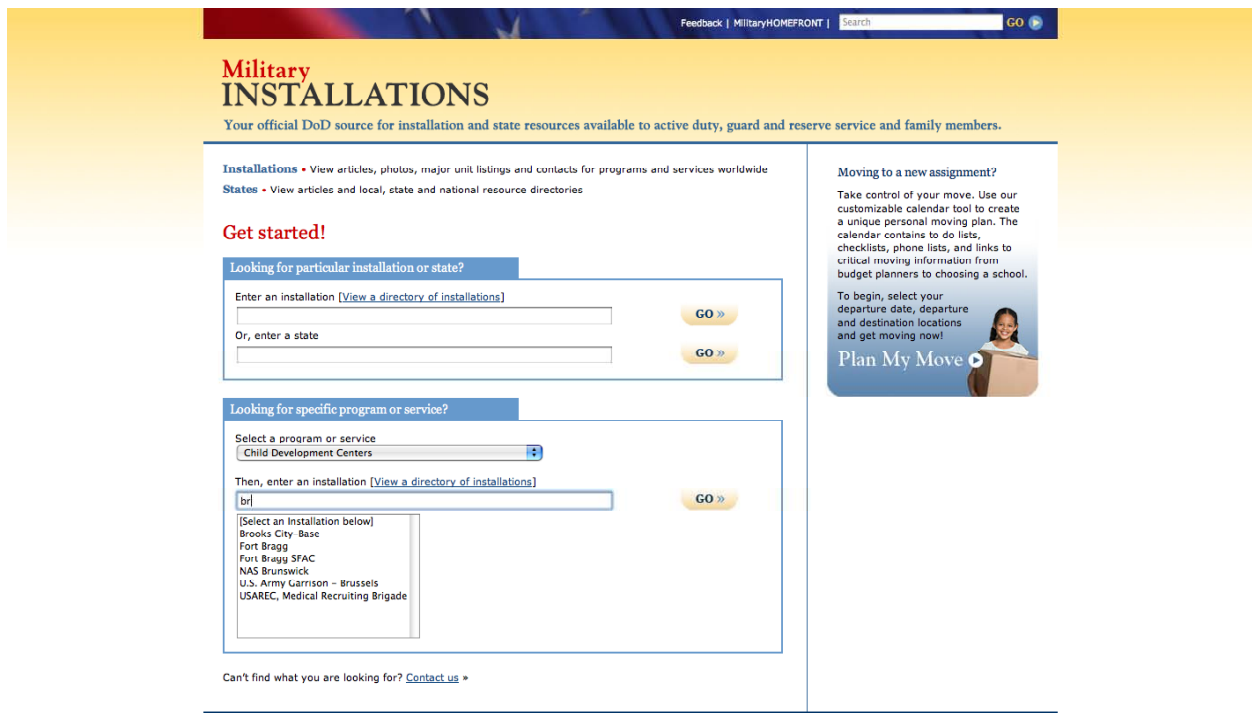 Feedback | MilitaryHOMEFRONT | Search GO
Military
INSTALLATIONS
Your official DoD source for installation and state resources available to active duty, guard and reserve service and family members.
Installations • View articles, photos, major unit listings and contacts for programs and services worldwide
States • View articles and local, state and national resource directories
Get started!
Looking for particular installation or state?
Enter an installation [View a directory of installations]
GO »
Or, enter a state
GO »
Looking for specific program or service?
Select a program or service
Child Development Centers
Then, enter an installation [View a directory of installations]
br
GO »
[Select an Installation below]
Brooks City-Base
Fort Bragg
Fort Bragg SFAC
NAS Brunswick
U.S. Army Garrison - Brussels
USAREC, Medical Recruiting Brigade
Can't find what you are looking for? Contact us »
Moving to a new assignment?
Take control of your move. Use our
customizable calendar tool to create
a unique personal moving plan. The
calendar contains to do lists,
checklists, phone lists, and links to
critical moving information from
budget planners to choosing a school.
To begin, select your
departure date, departure
and destination locations
and get moving now!
Plan My Move